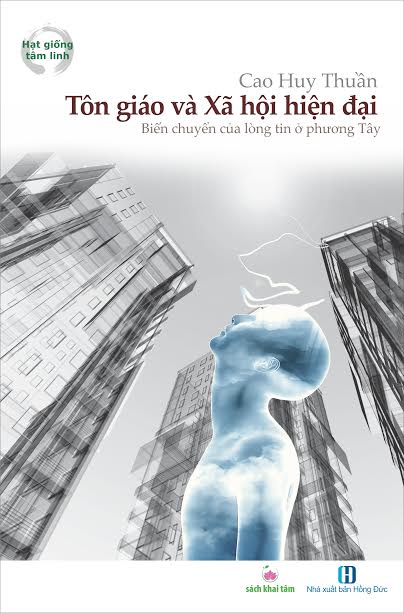 Hạt giống
tâm linh
Cao Huy Thuần
Tôn giáo và Xã hội hiện đại
Biến chuyển của lòng tin ở phương Tây
sách khai tâm
Nhà xuất bản Hồng Đức